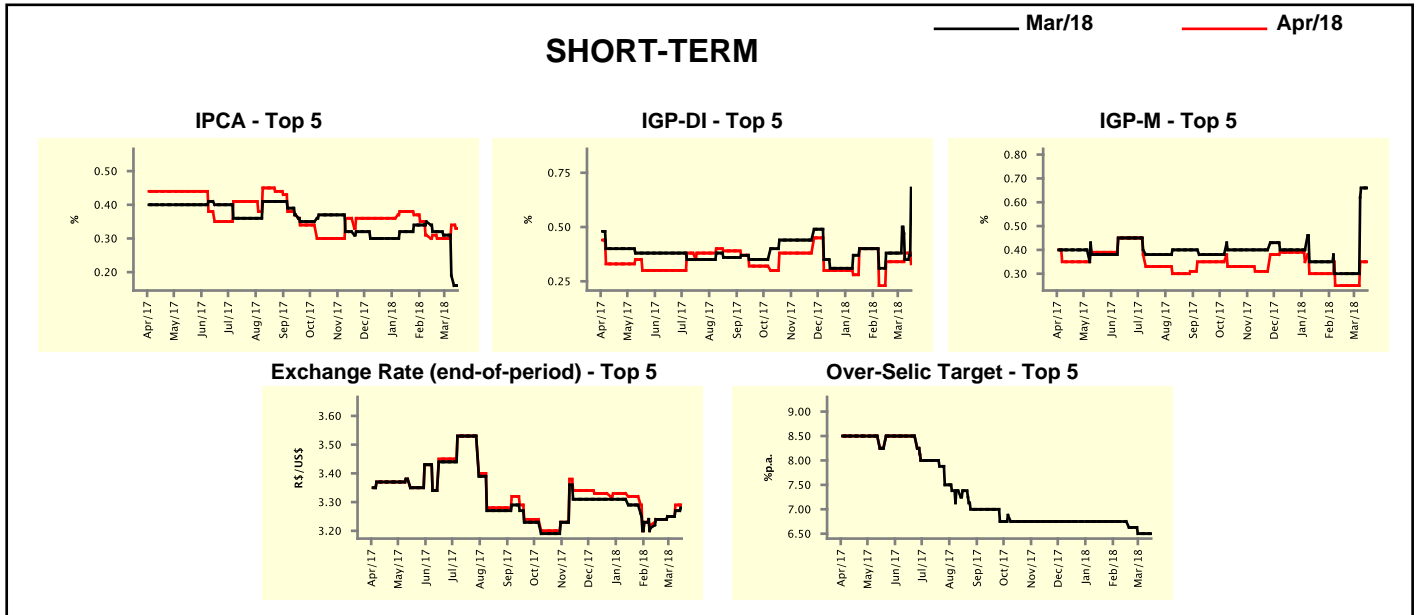 Mar/18 Apr/18
SHORT-TERM
IPCA - Top 5
%
0.50
0.40
0.30
0.20
Apr/17 May/17 Jun/17 Jul/17 Aug/17 Sep/17 Oct/17 Nov/17 Dec/17 Jan/18 Feb/18 Mar/18
IGP-DI - Top 5
%
0.75
0.50
0.25
Apr/17 May/17 Jun/17 Jul/17 Aug/17 Sep/17 Oct/17 Nov/17 Dec/17 Jan/18 Feb/18 Mar/18
IGP-M - Top 5
%
0.80
0.70
0.60
0.50
0.40
0.30
Apr/17 May/17 Jun/17 Jul/17 Aug/17 Sep/17 Oct/17 Nov/17 Dec/17 Jan/18 Feb/18 Mar/18
Exchange Rate (end-of-period) - Top 5
R$/US$
3.60
3.50
3.40
3.30
3.20
Apr/17 May/17 Jun/17 Jul/17 Aug/17 Sep/17 Oct/17 Nov/17 Dec/17 Jan/18 Feb/18 Mar/18
Over-Selic Target - Top 5
%p.a.
9.00
8.50
8.00
7.50
7.00
6.50
Apr/17 May/17 Jun/17 Jul/17 Aug/17 Sep/17 Oct/17 Nov/17 Dec/17 Jan/18 Feb/18 Mar/18